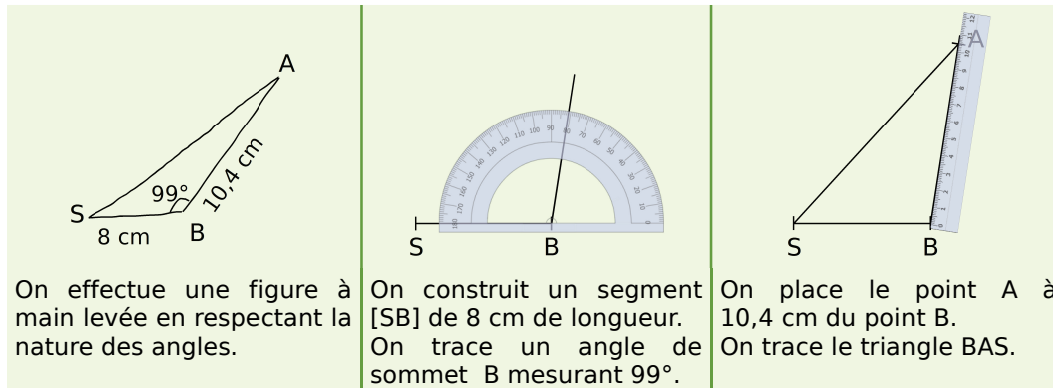 A
99°
10,4 cm
S
8 cm
B
S
B
A
S
B
On effectue une figure à
main levée en respectant la
nature des angles.
On construit un segment
[SB] de 8 cm de longueur.
On trace un angle de
sommet B mesurant 99°.
On place le point A à
10,4 cm du point B.
On trace le triangle BAS.